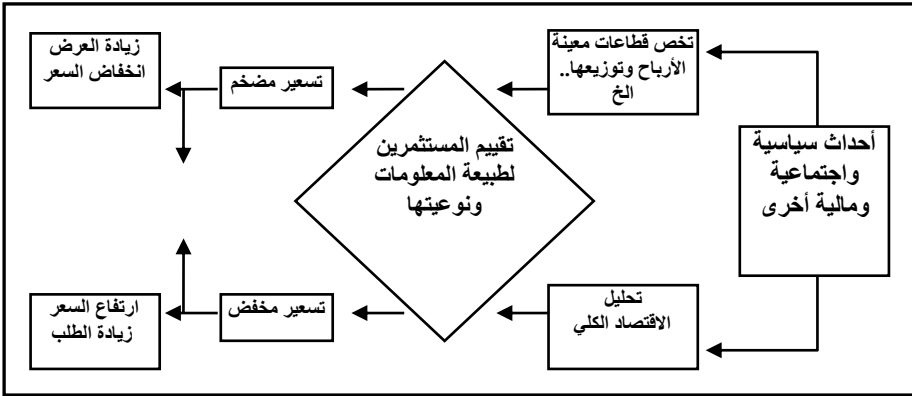 أحداث سياسية
واجتماعية
ومالية أخرى
تخص قطاعات معينة
الأرباح وتوزيعها..
الخ
تحليل
الاقتصاد الكلي
تقييم المستثمرين
لطبيعة المعلومات
ونوعيتها
تسعير مضخم
تسعير مخفض
زيادة العرض
انخفاض السعر
ارتفاع السعر
زيادة الطلب